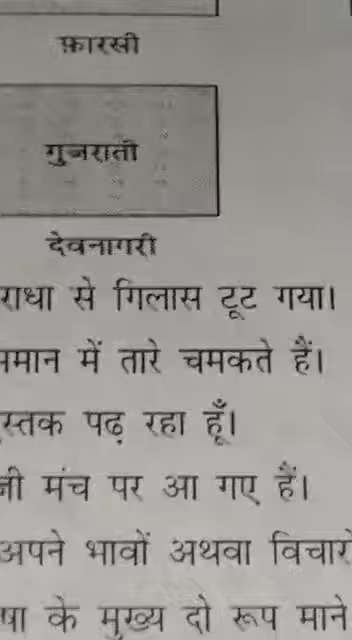 फ़ारसी
गुजराती
देवनागरी
राधा से गिलास टूट गया।
में तारे चमकते हैं।
पढ़ रहा हूँ।
मंच पर आ गए हैं।
अपने भावों अथवा
के मुख्य दो रूप माने